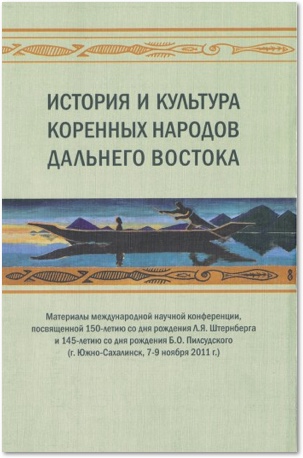 ИСТОРИЯ И КУЛЬТУРА
КОРЕННЫХ НАРОДОВ
ДАЛЬНЕГО ВОСТОКА
Материалы международной научной конференции,
посвященной 150-летию со дня рождения Л.Я. Штернберга
и 145-летию со дня рождения Б.О. Пилсудского
(г. Южно-Сахалинск, 7-9 ноября 2011 г.)